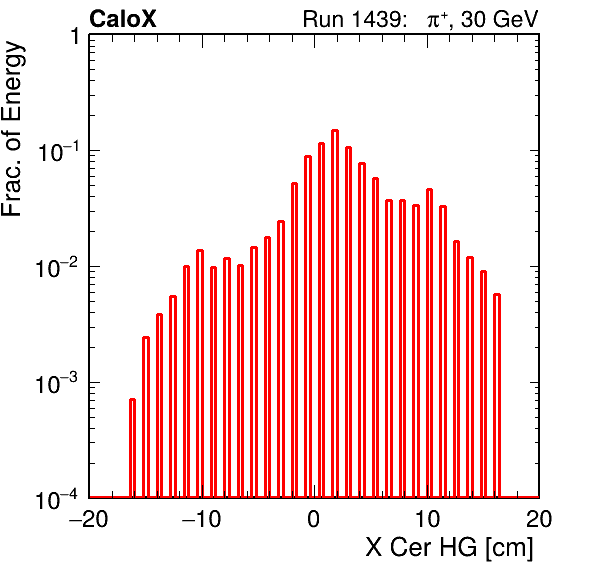 CaloX Run 1439: π⁺, 30 GeV
Frac. of Energy
1
10⁻¹
10⁻²
10⁻³
10⁻⁴
−20 −10 0 10 20
X Cer HG [cm]